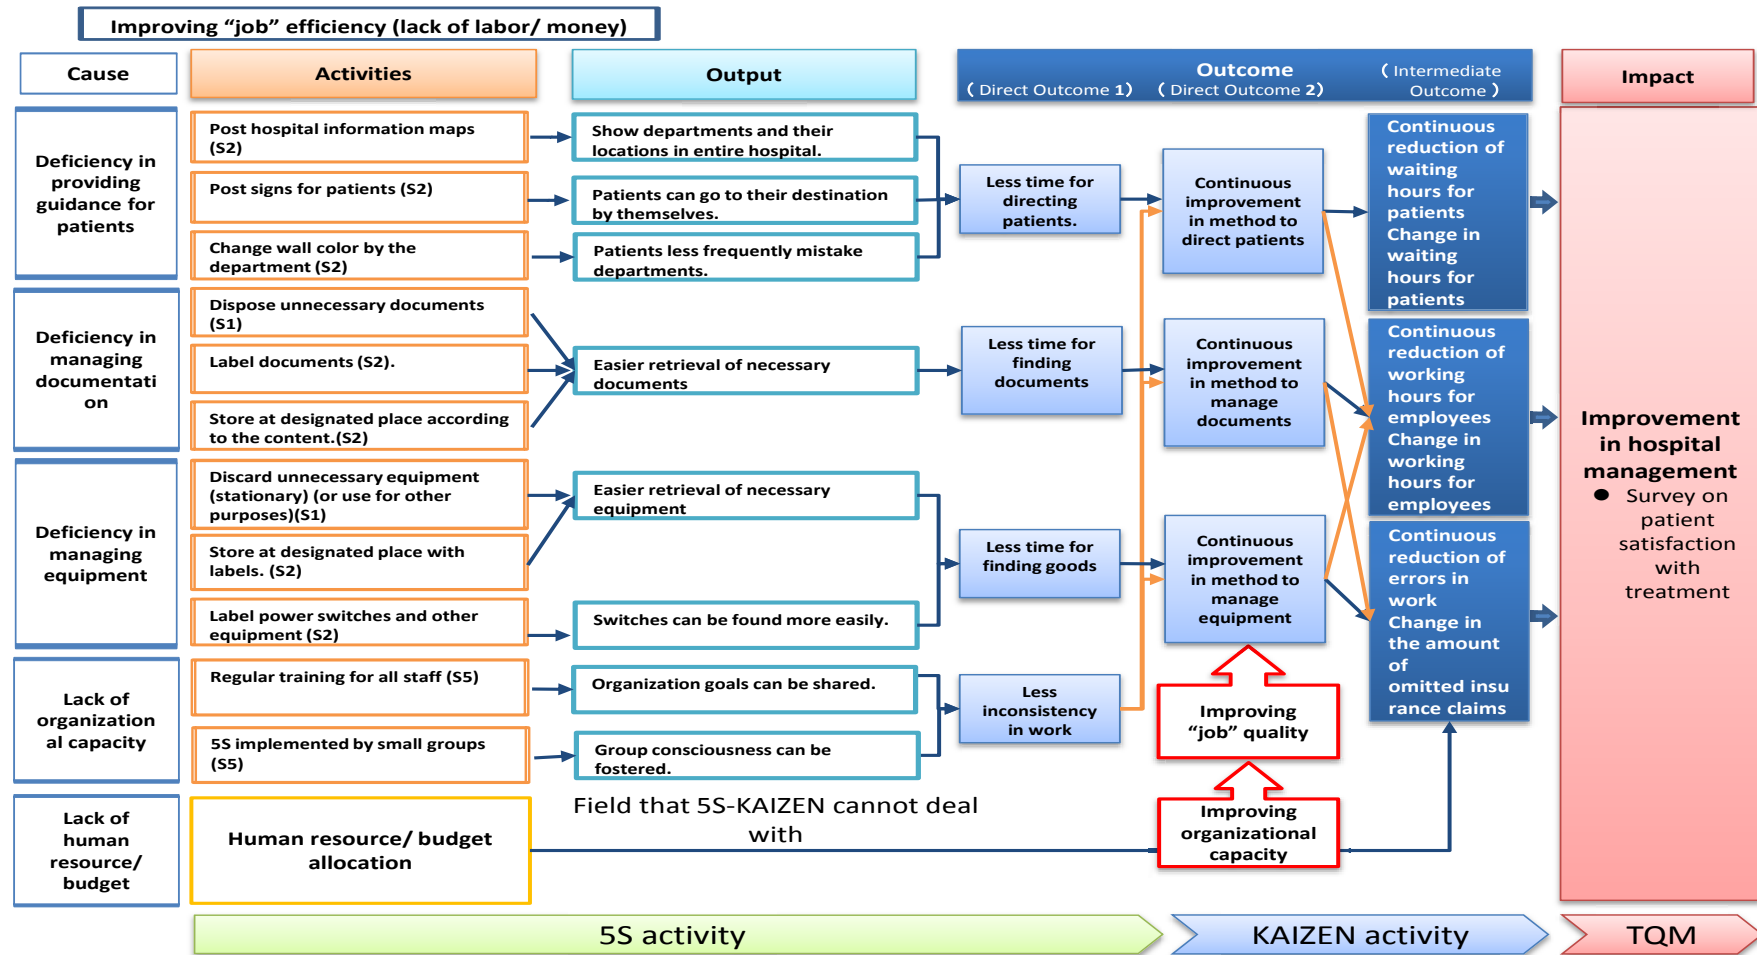 Improving “job” efficiency (lack of labor/ money)
Cause
Activities
Output
Outcome
( Direct Outcome 1)
( Direct Outcome 2)
( Intermediate
Outcome )
Impact
Deficiency in
providing
guidance for
patients
Post hospital information maps
(S2)
Post signs for patients (S2)
Change wall color by the
department (S2)
Show departments and their
locations in entire hospital.
Patients can go to their destination
by themselves.
Patients less frequently mistake
departments.
Less time for
directing
patients.
Continuous
improvement
in method to
direct patients
Continuous
reduction of
waiting
hours for
patients
Change in
waiting
hours for
patients
Deficiency in
managing
documentati
on
Dispose unnecessary documents
(S1)
Label documents (S2).
Store at designated place according
to the content.(S2)
Easier retrieval of necessary
documents
Less time for
finding
documents
Continuous
improvement
in method to
manage
documents
Continuous
reduction of
working
hours for
employees
Change in
working
hours for
employees
Deficiency in
managing
equipment
Discard unnecessary equipment
(stationary) (or use for other
purposes)(S1)
Store at designated place with
labels. (S2)
Label power switches and other
equipment (S2)
Easier retrieval of necessary
equipment
Switches can be found more easily.
Less time for
finding goods
Continuous
improvement
in method to
manage
equipment
Continuous
reduction of
errors in
work
Change in
the amount
of
omitted insu
rance claims
Lack of
organization
al capacity
Regular training for all staff (S5)
5S implemented by small groups
(S5)
Organization goals can be shared.
Group consciousness can be
fostered.
Less
inconsistency
in work
Improving
“job” quality
Lack of
human
resource/
budget
Human resource/ budget
allocation
Field that 5S-KAIZEN cannot deal
with
Improving
organizational
capacity
Improvement
in hospital
management
● Survey on
patient
satisfaction
with
treatment
5S activity
KAIZEN activity
TQM